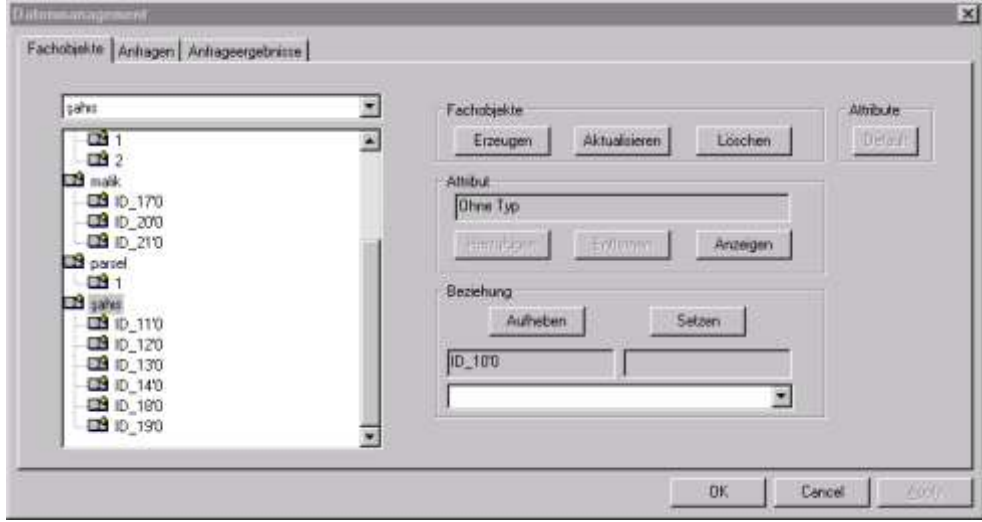 Datenmanagement
Fachobjekte Anfragen Anfrageergebnisse
şahıs
1
2
malik
ID_17'0
ID_20'0
ID_21'0
parsel
1
şahıs
ID_11'0
ID_12'0
ID_13'0
ID_14'0
ID_18'0
ID_19'0
Fachobjekte
Erzeugen Aktualisieren Löschen
Attribute
Default
Attribut
Ohne Typ
Hinzufügen Entfernen Anzeigen
Beziehung
Aufheben Setzen
ID_10'0
OK Cancel Apply